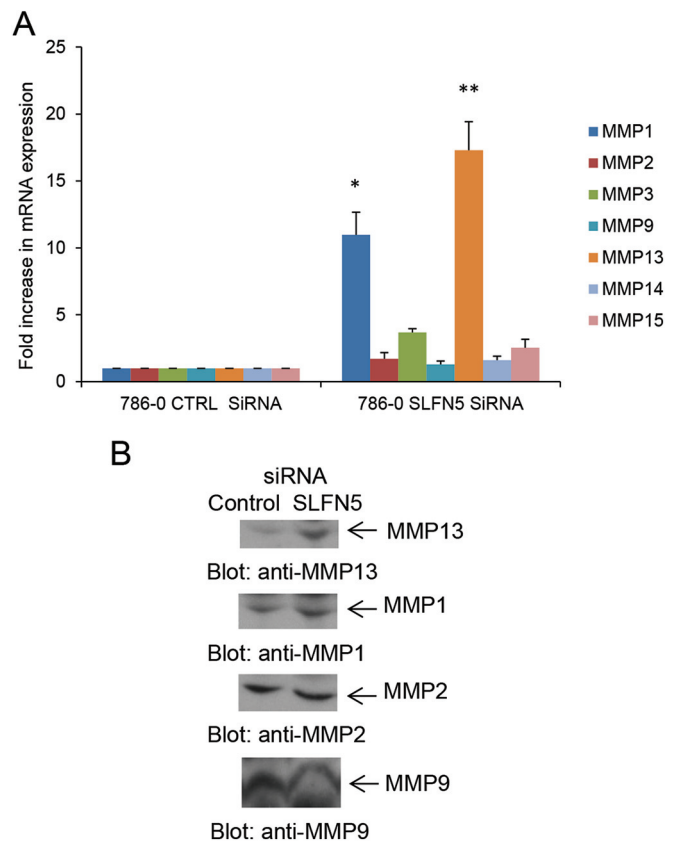 A
Fold increase in mRNA expression
25
20
15
10
5
0
*
**
786-0 CTRL SiRNA
786-0 SLFN5 SiRNA
MMP1
MMP2
MMP3
MMP9
MMP13
MMP14
MMP15
B
siRNA
Control SLFN5
MMP13
Blot: anti-MMP13
MMP1
Blot: anti-MMP1
MMP2
Blot: anti-MMP2
MMP9
Blot: anti-MMP9